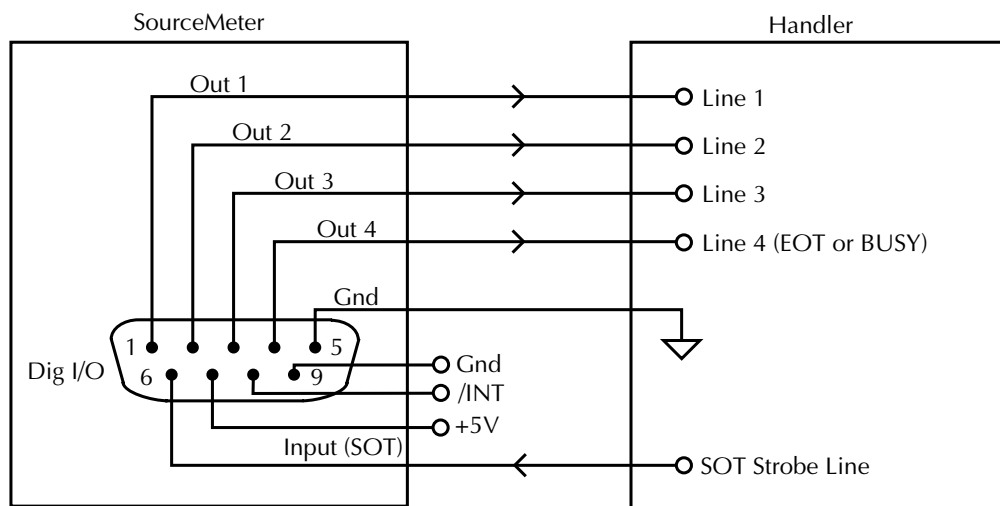 SourceMeter
Handler
Out 1
Line 1
Out 2
Line 2
Out 3
Line 3
Out 4
Line 4 (EOT or BUSY)
Gnd
1
5
Dig I/O
6
9
Gnd
/INT
+5V
Input (SOT)
SOT Strobe Line